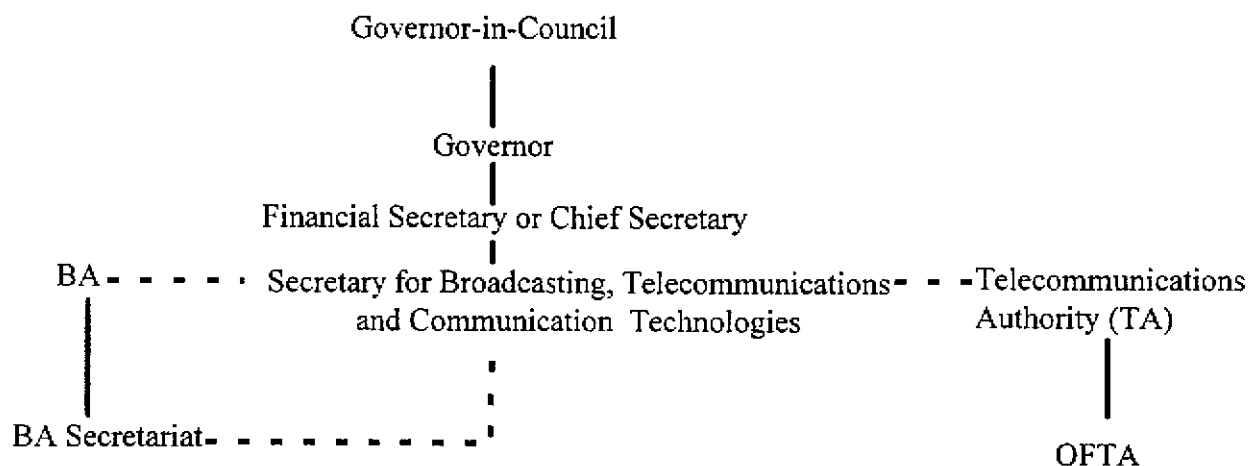 Governor-in-Council
Governor
Financial Secretary or Chief Secretary
BA
Secretary for Broadcasting, Telecommunications
and Communication Technologies
Telecommunications
Authority (TA)
BA Secretariat
OFTA